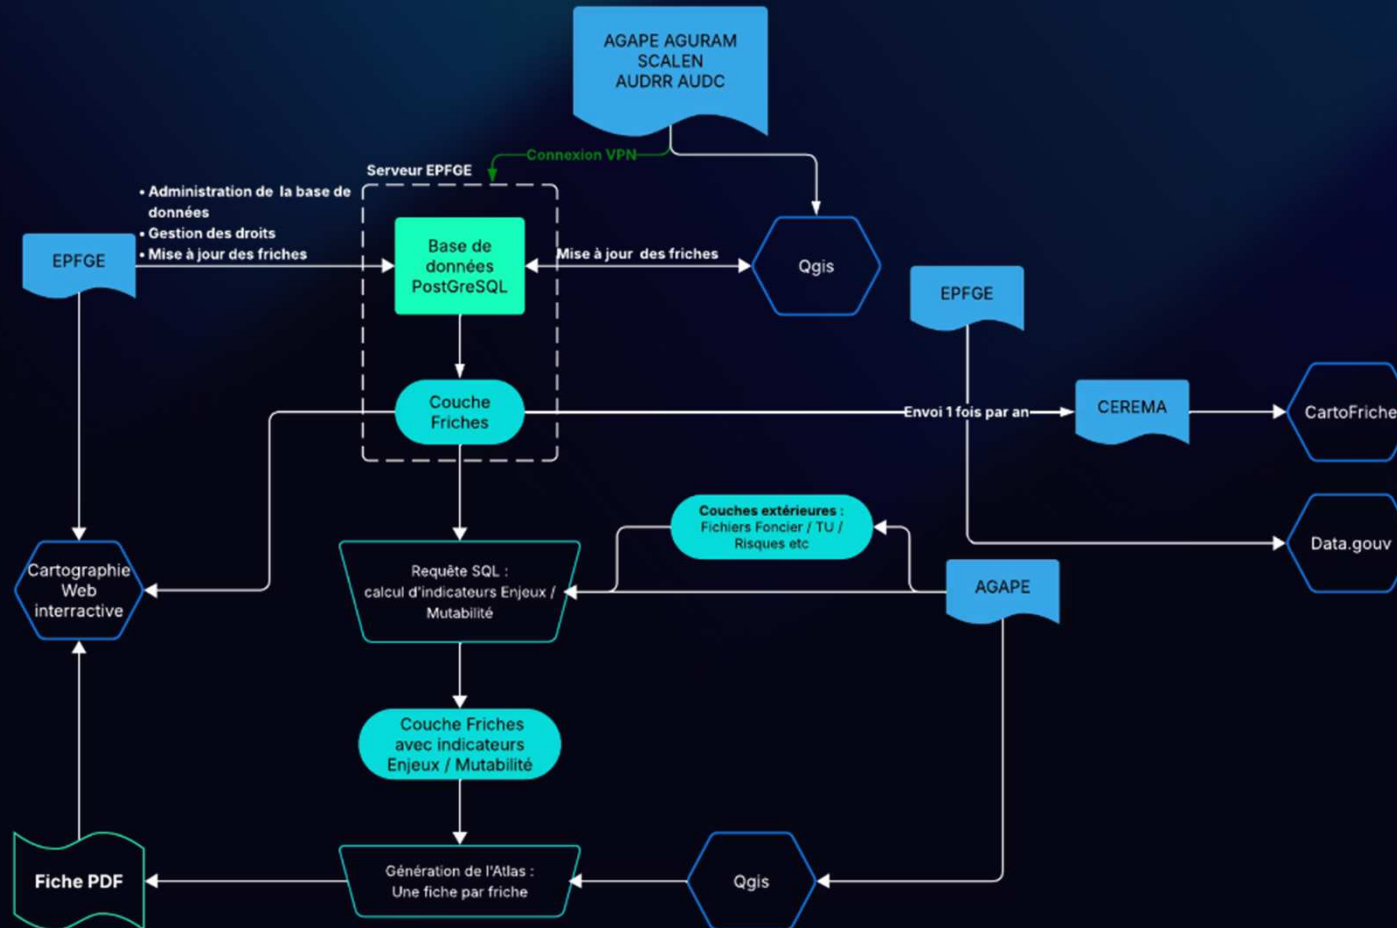 AGAPE AGURAM
SCALEN
AUDRR AUDC
Connexion VPN
Serveur EPFGE
• Administration de la base de
données
• Gestion des droits
• Mise à jour des friches
EPFGE
Base de
données
PostGreSQL
Mise à jour des friches
Qgis
EPFGE
Couche
Friches
Envoi 1 fois par an
CEREMA
CartoFriche
Couches extérieures :
Fichiers Foncier / TU /
Risques etc
Data.gouv
Cartographie
Web
interractive
Requête SQL :
calcul d'indicateurs Enjeux /
Mutabilité
AGAPE
Couche Friches
avec indicateurs
Enjeux / Mutabilité
Fiche PDF
Génération de l'Atlas :
Une fiche par friche
Qgis